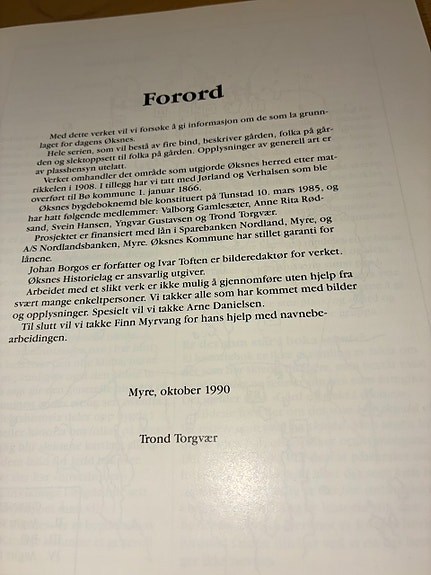 Forord
Med dette verket vil vi forsøke å gi informasjon om de som la grunn-
laget for dagens Øksnes.
Hele serien, som vil bestå av fire bind, beskriver gården, folka på går-
den og slektoppsett til folka på gården. Opplysninger av generell art er
av plasshensyn utelatt.
Verket omhandler det område som utgjorde Øksnes herred etter mat-
rikkelen i 1908. I tillegg har vi tatt med Jørland og Verhalsen som ble
overført til Bø kommune 1. januar 1866.
Øksnes bygdeboknemd ble konstituert på Tunstad 10. mars 1985, og
har hatt følgende medlemmer: Valborg Gamlesæter, Anne Rita Rød-
sand, Svein Hansen, Yngvar Gustavsen og Trond Torgvær.
Prosjektet er finansiert med lån i Sparebanken Nordland, Myre, og
A/S Nordlandsbanken, Myre. Øksnes Kommune har stillet garanti for
lånene.
Johan Borgos er forfatter og Ivar Toften er bilderedaktør for verket.
Øksnes Historielag er ansvarlig utgiver.
Arbeidet med et slikt verk er ikke mulig å gjennomføre uten hjelp fra
svært mange enkeltpersoner. Vi takker alle som har kommet med bilder
og opplysninger. Spesielt vil vi takke Arne Danielsen.
Til slutt vil vi takke Finn Myrvang for hans hjelp med navnebe-
arbeidingen.
Myre, oktober 1990
Trond Torgvær